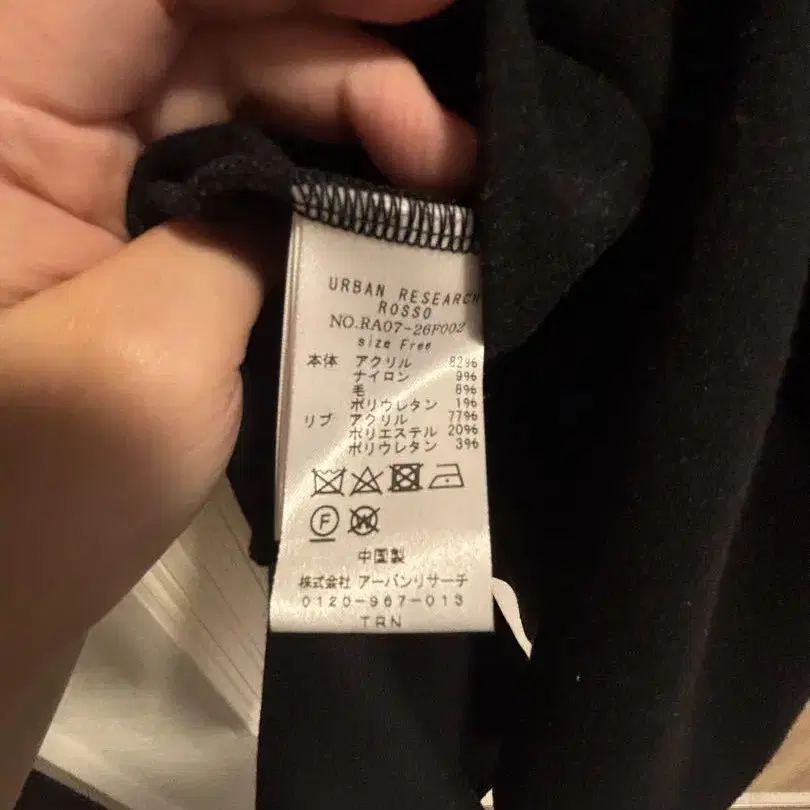 URBAN RESEARCH
ROSSO
NO.RA07-26F002
size Free
本体 アクリル 82%
ナイロン 9%
毛 8%
ポリウレタン 1%
リブ アクリル 77%
ポリエステル 20%
ポリウレタン 3%
F W
中国製
株式会社 アーバンリサーチ
0120-967-013
TRN